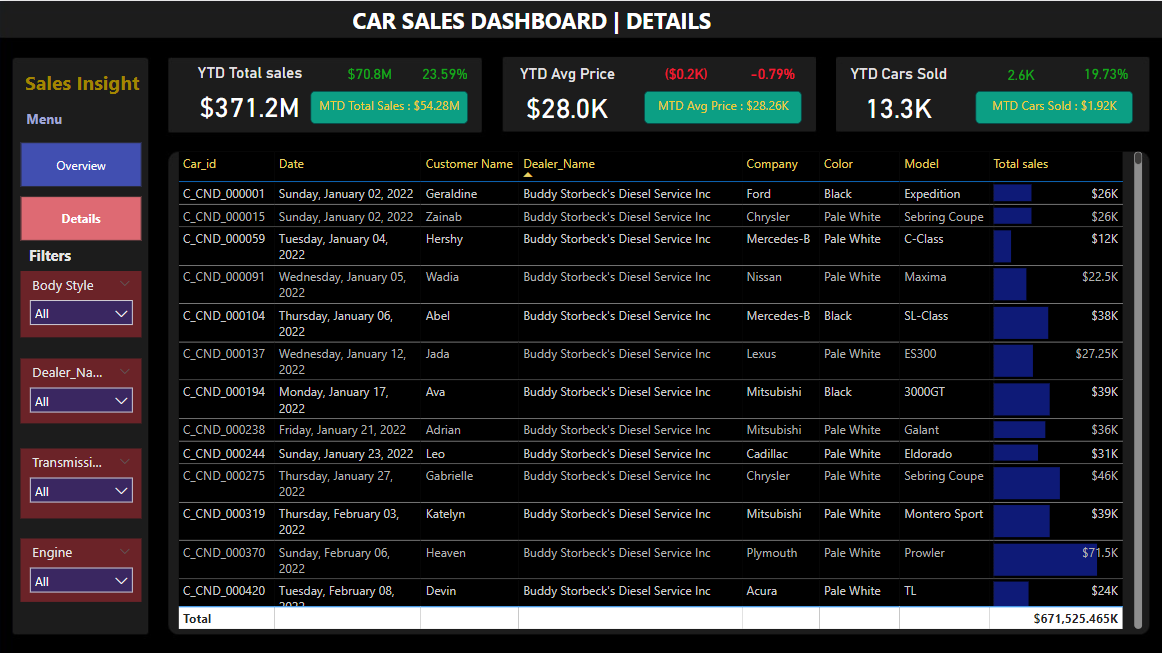 CAR SALES DASHBOARD | DETAILS
Sales Insight
Menu
Overview
Details
Filters
Body Style
All
Dealer_Na...
All
Transmissi...
All
Engine
All
YTD Total sales $70.8M 23.59%
$371.2M MTD Total Sales : $54.28M
YTD Avg Price ($0.2K) -0.79%
$28.0K MTD Avg Price : $28.26K
YTD Cars Sold 2.6K 19.73%
13.3K MTD Cars Sold : $1.92K
Car_id Date Customer Name Dealer_Name Company Color Model Total sales
C_CND_000001 Sunday, January 02, 2022 Geraldine Buddy Storbeck's Diesel Service Inc Ford Black Expedition $26K
C_CND_000015 Sunday, January 02, 2022 Zainab Buddy Storbeck's Diesel Service Inc Chrysler Pale White Sebring Coupe $26K
C_CND_000059 Tuesday, January 04, Hershy Buddy Storbeck's Diesel Service Inc Mercedes-B Pale White C-Class $12K
2022
C_CND_000091 Wednesday, January 05, Wadia Buddy Storbeck's Diesel Service Inc Nissan Pale White Maxima $22.5K
2022
C_CND_000104 Thursday, January 06, Abel Buddy Storbeck's Diesel Service Inc Mercedes-B Black SL-Class $38K
2022
C_CND_000137 Wednesday, January 12, Jada Buddy Storbeck's Diesel Service Inc Lexus Pale White ES300 $27.25K
2022
C_CND_000194 Monday, January 17, Ava Buddy Storbeck's Diesel Service Inc Mitsubishi Black 3000GT $39K
2022
C_CND_000238 Friday, January 21, 2022 Adrian Buddy Storbeck's Diesel Service Inc Mitsubishi Pale White Galant $36K
C_CND_000244 Sunday, January 23, 2022 Leo Buddy Storbeck's Diesel Service Inc Cadillac Pale White Eldorado $31K
C_CND_000275 Thursday, January 27, Gabrielle Buddy Storbeck's Diesel Service Inc Chrysler Pale White Sebring Coupe $46K
2022
C_CND_000319 Thursday, February 03, Katelyn Buddy Storbeck's Diesel Service Inc Mitsubishi Pale White Montero Sport $39K
2022
C_CND_000370 Sunday, February 06, Heaven Buddy Storbeck's Diesel Service Inc Plymouth Pale White Prowler $71.5K
2022
C_CND_000420 Tuesday, February 08, Devin Buddy Storbeck's Diesel Service Inc Acura Pale White TL $24K
2022
Total $671,525.465K